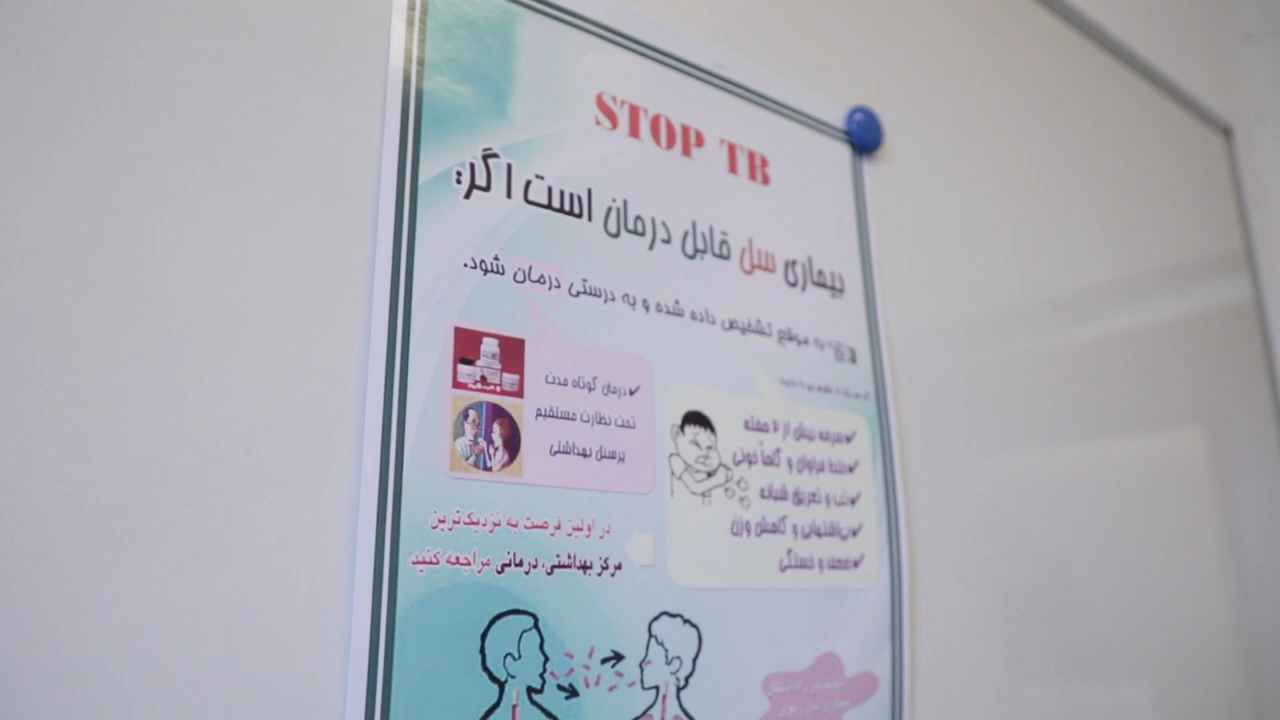 STOP TB
بیماری سل قابل درمان است اگر:
به موقع تشخیص داده شده و به درستی درمان شود.
سرفه بیش از ۲ هفته
خلط فراوان و گاهاً خونی
تب و تعریق شبانه
بی‌اشتهایی و کاهش وزن
ضعف و خستگی
✔درمان کوتاه مدت
تحت نظارت مستقیم
پرسنل بهداشتی
در اولین فرصت به نزدیک‌ترین
مرکز بهداشتی، درمانی مراجعه کنید.